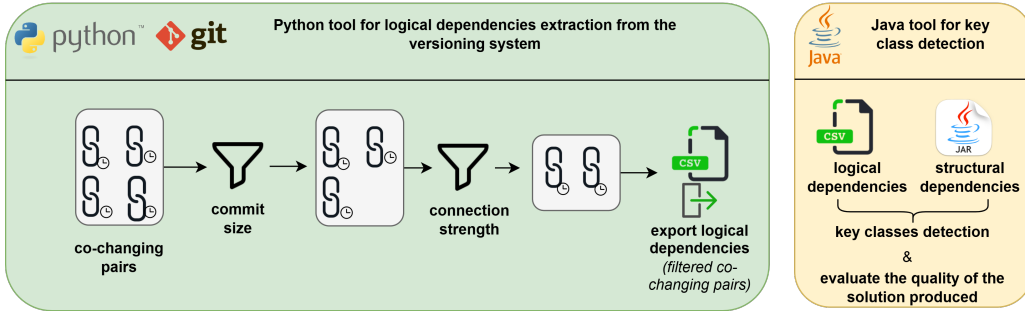 python™
git
Python tool for logical dependencies extraction from the
versioning system
co-changing
pairs
commit
size
connection
strength
CSV
export logical
dependencies
(filtered co-
changing pairs)
Java
Java tool for key
class detection
CSV
JAR
logical
dependencies
structural
dependencies
key classes detection
&
evaluate the quality of the
solution produced